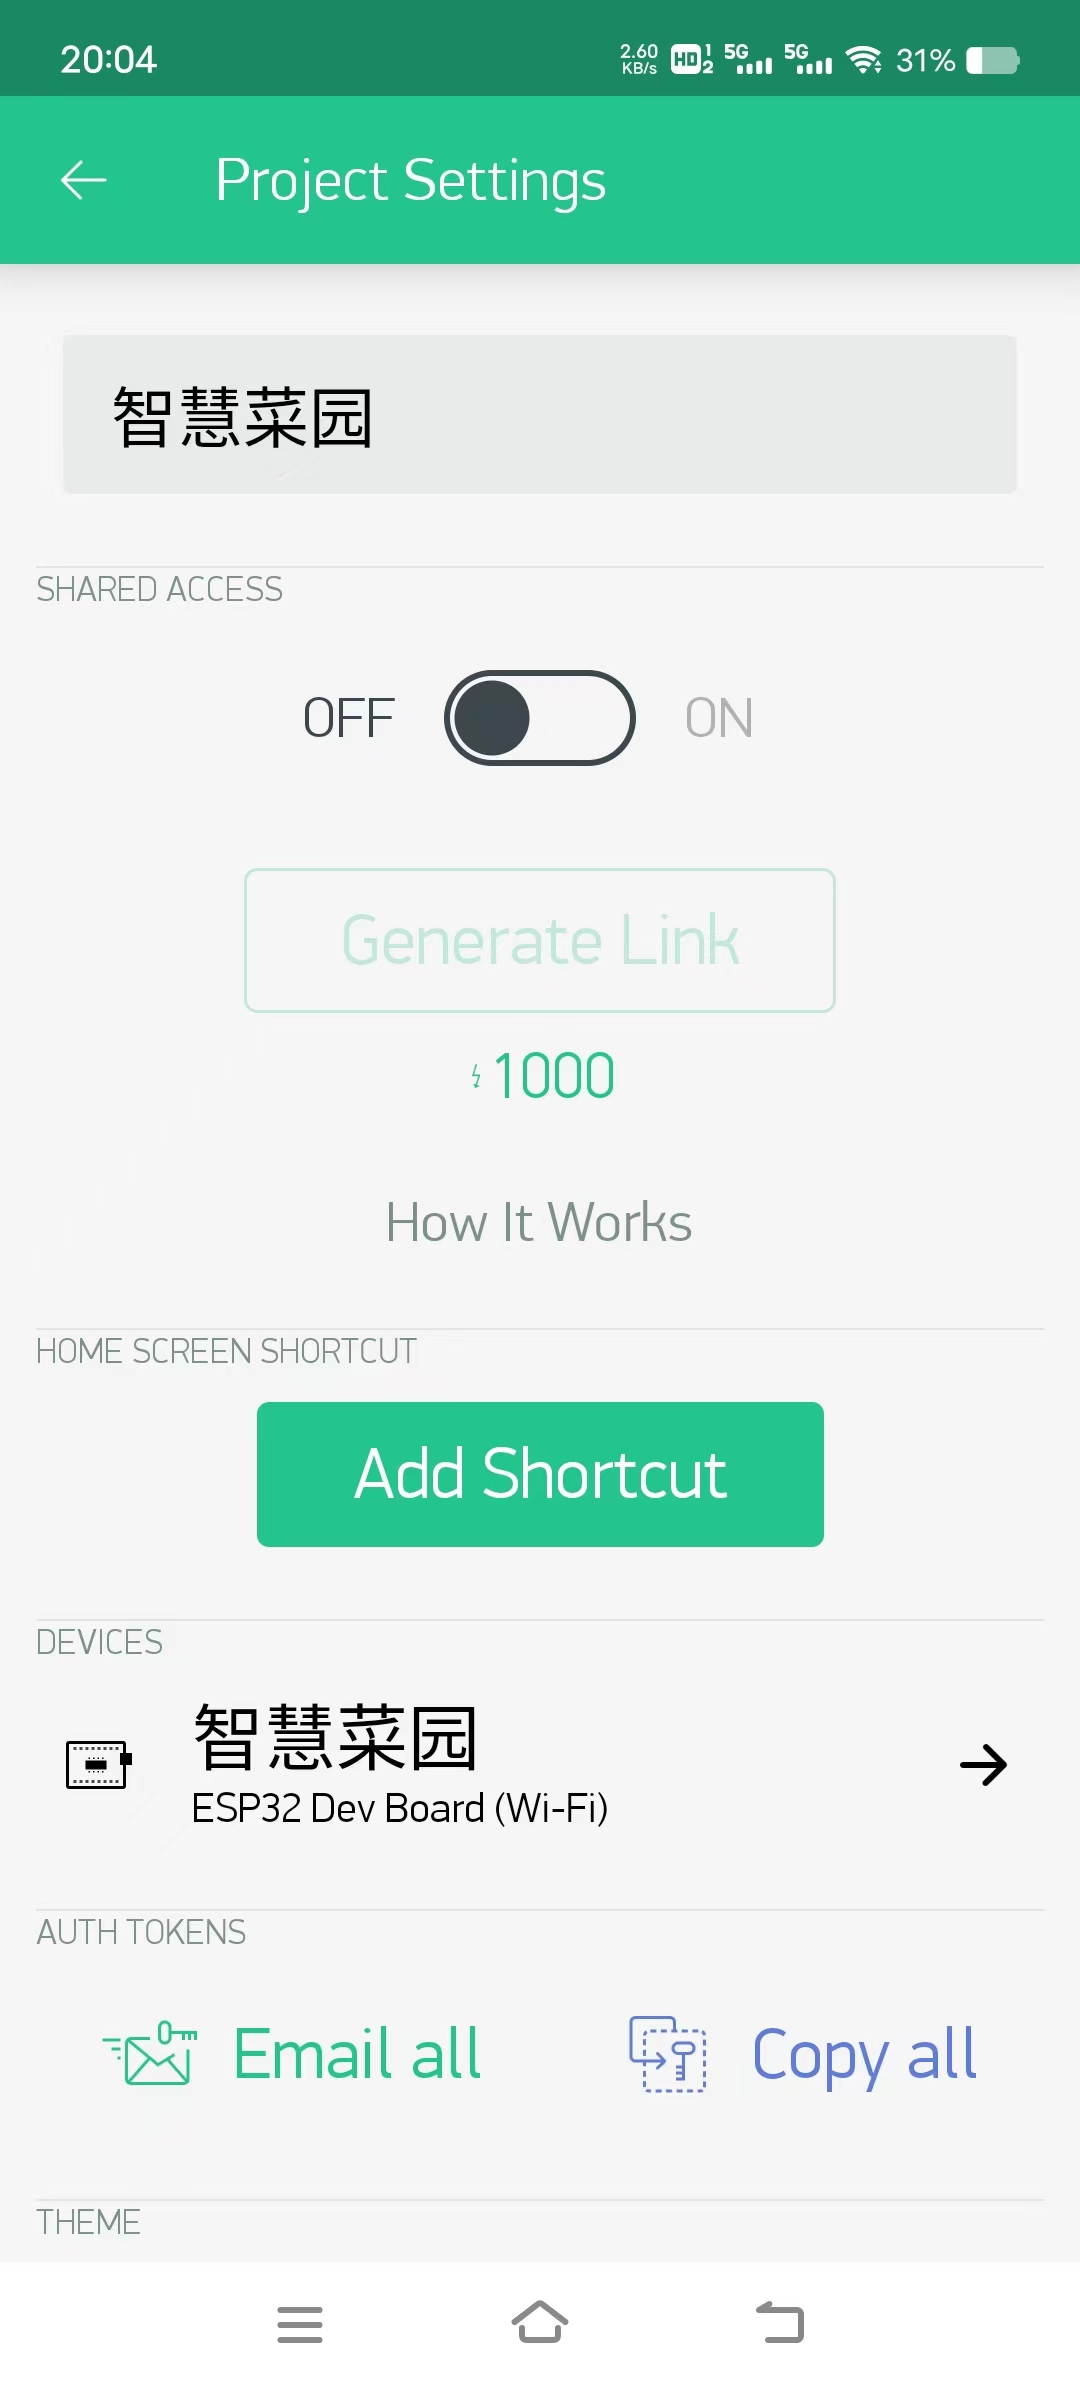 20:04
2.60 KB/s HD 1 2 5G 5G 31%
Project Settings
智慧菜园
SHARED ACCESS
OFF ON
Generate Link
1000
How It Works
HOME SCREEN SHORTCUT
Add Shortcut
DEVICES
智慧菜园
ESP32 Dev Board (Wi-Fi)
AUTH TOKENS
Email all Copy all
THEME